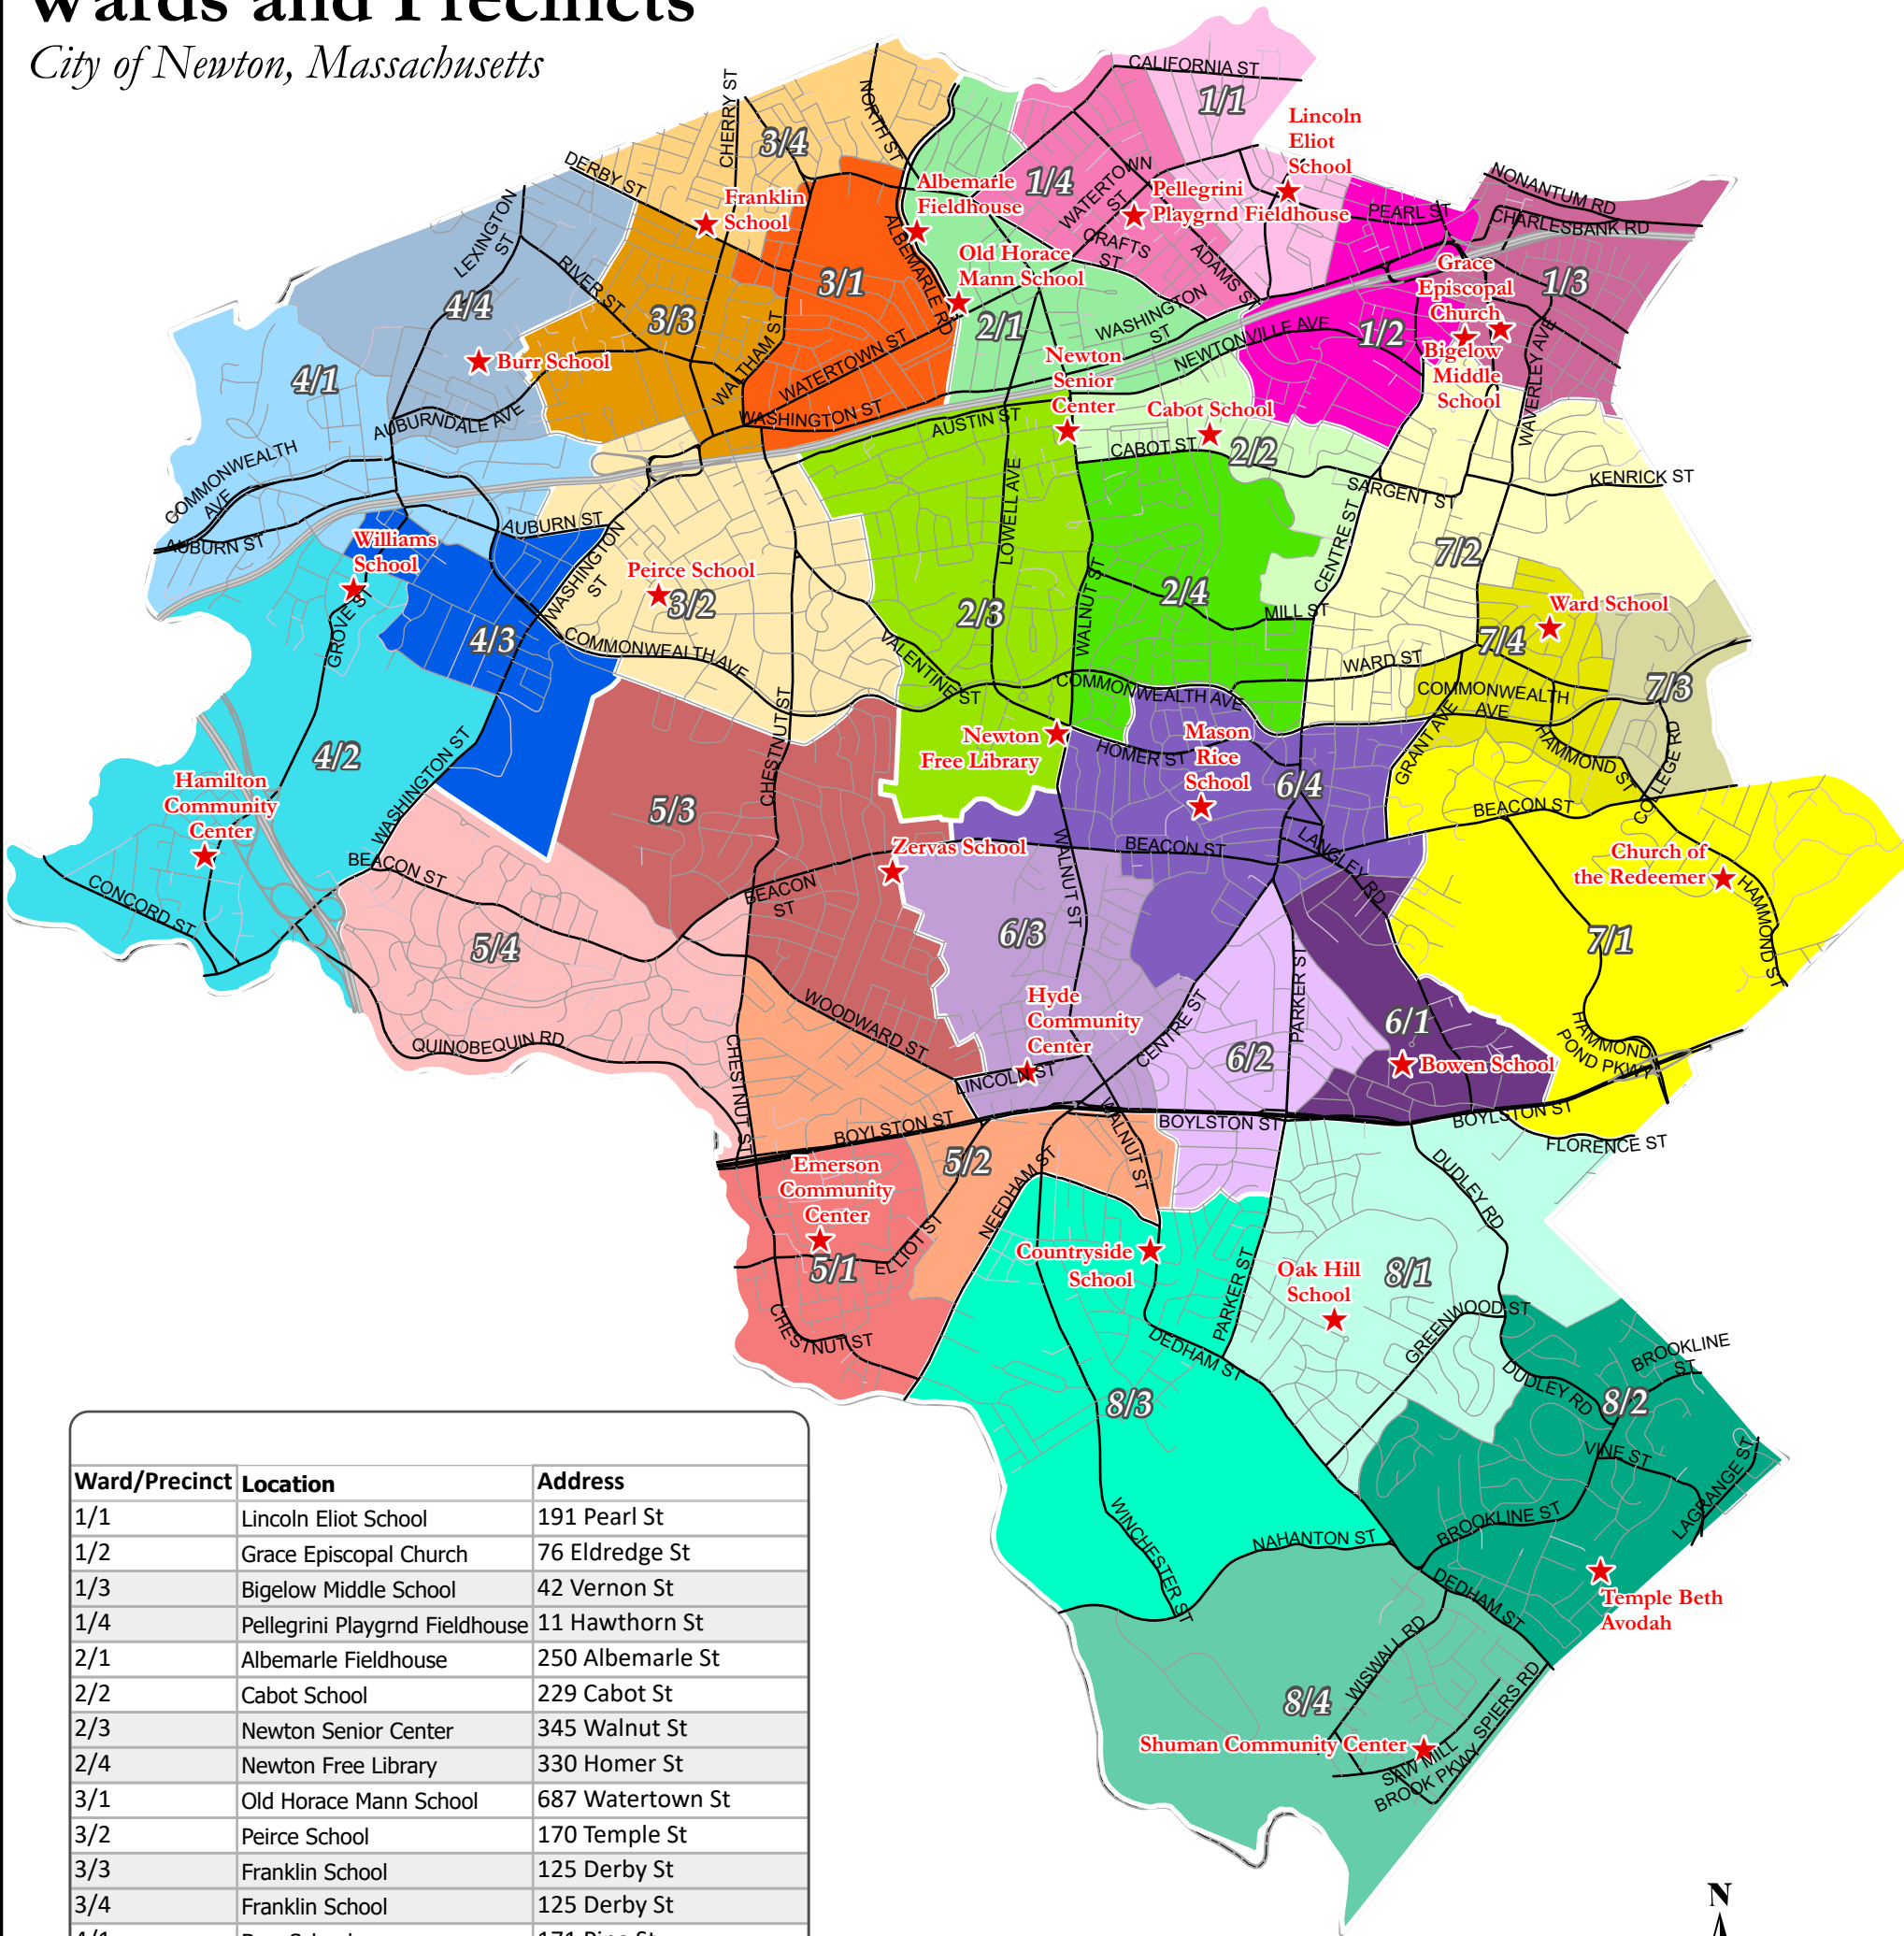 Wards and Precincts
City of Newton, Massachusetts
CALIFORNIA ST
1/1
CHERRY ST
NORTH ST
3/4
Lincoln
Eliot
School
DERBY ST
Franklin
School
Albemarle
Fieldhouse
1/4
WATERTOWN
ST
Pellegrini
Playgrnd Fieldhouse
NONANTUM RD
PEARL ST
CHARLESBANK RD
LEXINGTON
ST
RIVER ST
ALBEMARLE RD
CRAFTS
ST
ADAMS ST
Old Horace
Mann School
Grace
Episcopal
Church
1/3
3/1
4/4
3/3
2/1
WASHINGTON
ST
NEWTONVILLE AVE
1/2
WAVERLEY AVE
Burr School
WALTHAM ST
WATERTOWN ST
Newton
Senior
Center
Bigelow
Middle
School
4/1
AUBURNDALE AVE
WASHINGTON ST
AUSTIN ST
Cabot School
CABOT ST
2/2
COMMONWEALTH
AVE
LOWELL AVE
SARGENT ST
KENRICK ST
AUBURN ST
AUBURN ST
Williams
School
WASHINGTON
ST
CENTRE ST
7/2
Peirce School
3/2
GROVE ST
4/3
2/3
WALNUT ST
2/4
MILL ST
Ward School
7/4
COMMONWEALTH AVE
VALENTINE ST
WARD ST
7/3
COMMONWEALTH AVE
COMMONWEALTH
AVE
CHESTNUT ST
Newton
Free Library
HOMER ST
Mason
Rice
School
GRANT AVE
HAMMOND ST
COLLEGE RD
4/2
WASHINGTON ST
Hamilton
Community
Center
5/3
6/4
BEACON ST
Zervas School
BEACON ST
LANGLEY RD
BEACON ST
CONCORD ST
BEACON
ST
WALNUT ST
Church of
the Redeemer
HAMMOND ST
5/4
6/3
7/1
WOODWARD ST
Hyde
Community
Center
PARKER ST
QUINOBEQUIN RD
CENTRE ST
6/2
6/1
HAMMOND
POND PKWY
Bowen School
LINCOLN ST
CHESTNUT ST
BOYLSTON ST
WALNUT ST
BOYLSTON ST
BOYLSTON ST
FLORENCE ST
5/2
Emerson
Community
Center
NEEDHAM ST
DUDLEY RD
ELLIOT ST
5/1
Countryside
School
PARKER ST
Oak Hill
School
8/1
CHESTNUT ST
GREENWOOD ST
DEDHAM ST
BROOKLINE
ST
DUDLEY RD
8/2
8/3
VINE ST
LAGRANGE ST
WINCHESTER ST
NAHANTON ST
BROOKLINE ST
DEDHAM ST
Temple Beth
Avodah
WISWALL RD
8/4
SPIERS RD
Shuman Community Center
SAW MILL
BROOK PKWY
Ward/Precinct Location Address
1/1 Lincoln Eliot School 191 Pearl St
1/2 Grace Episcopal Church 76 Eldredge St
1/3 Bigelow Middle School 42 Vernon St
1/4 Pellegrini Playgrnd Fieldhouse 11 Hawthorn St
2/1 Albemarle Fieldhouse 250 Albemarle St
2/2 Cabot School 229 Cabot St
2/3 Newton Senior Center 345 Walnut St
2/4 Newton Free Library 330 Homer St
3/1 Old Horace Mann School 687 Watertown St
3/2 Peirce School 170 Temple St
3/3 Franklin School 125 Derby St
3/4 Franklin School 125 Derby St
4/1 Burr School 171 Pine St
N